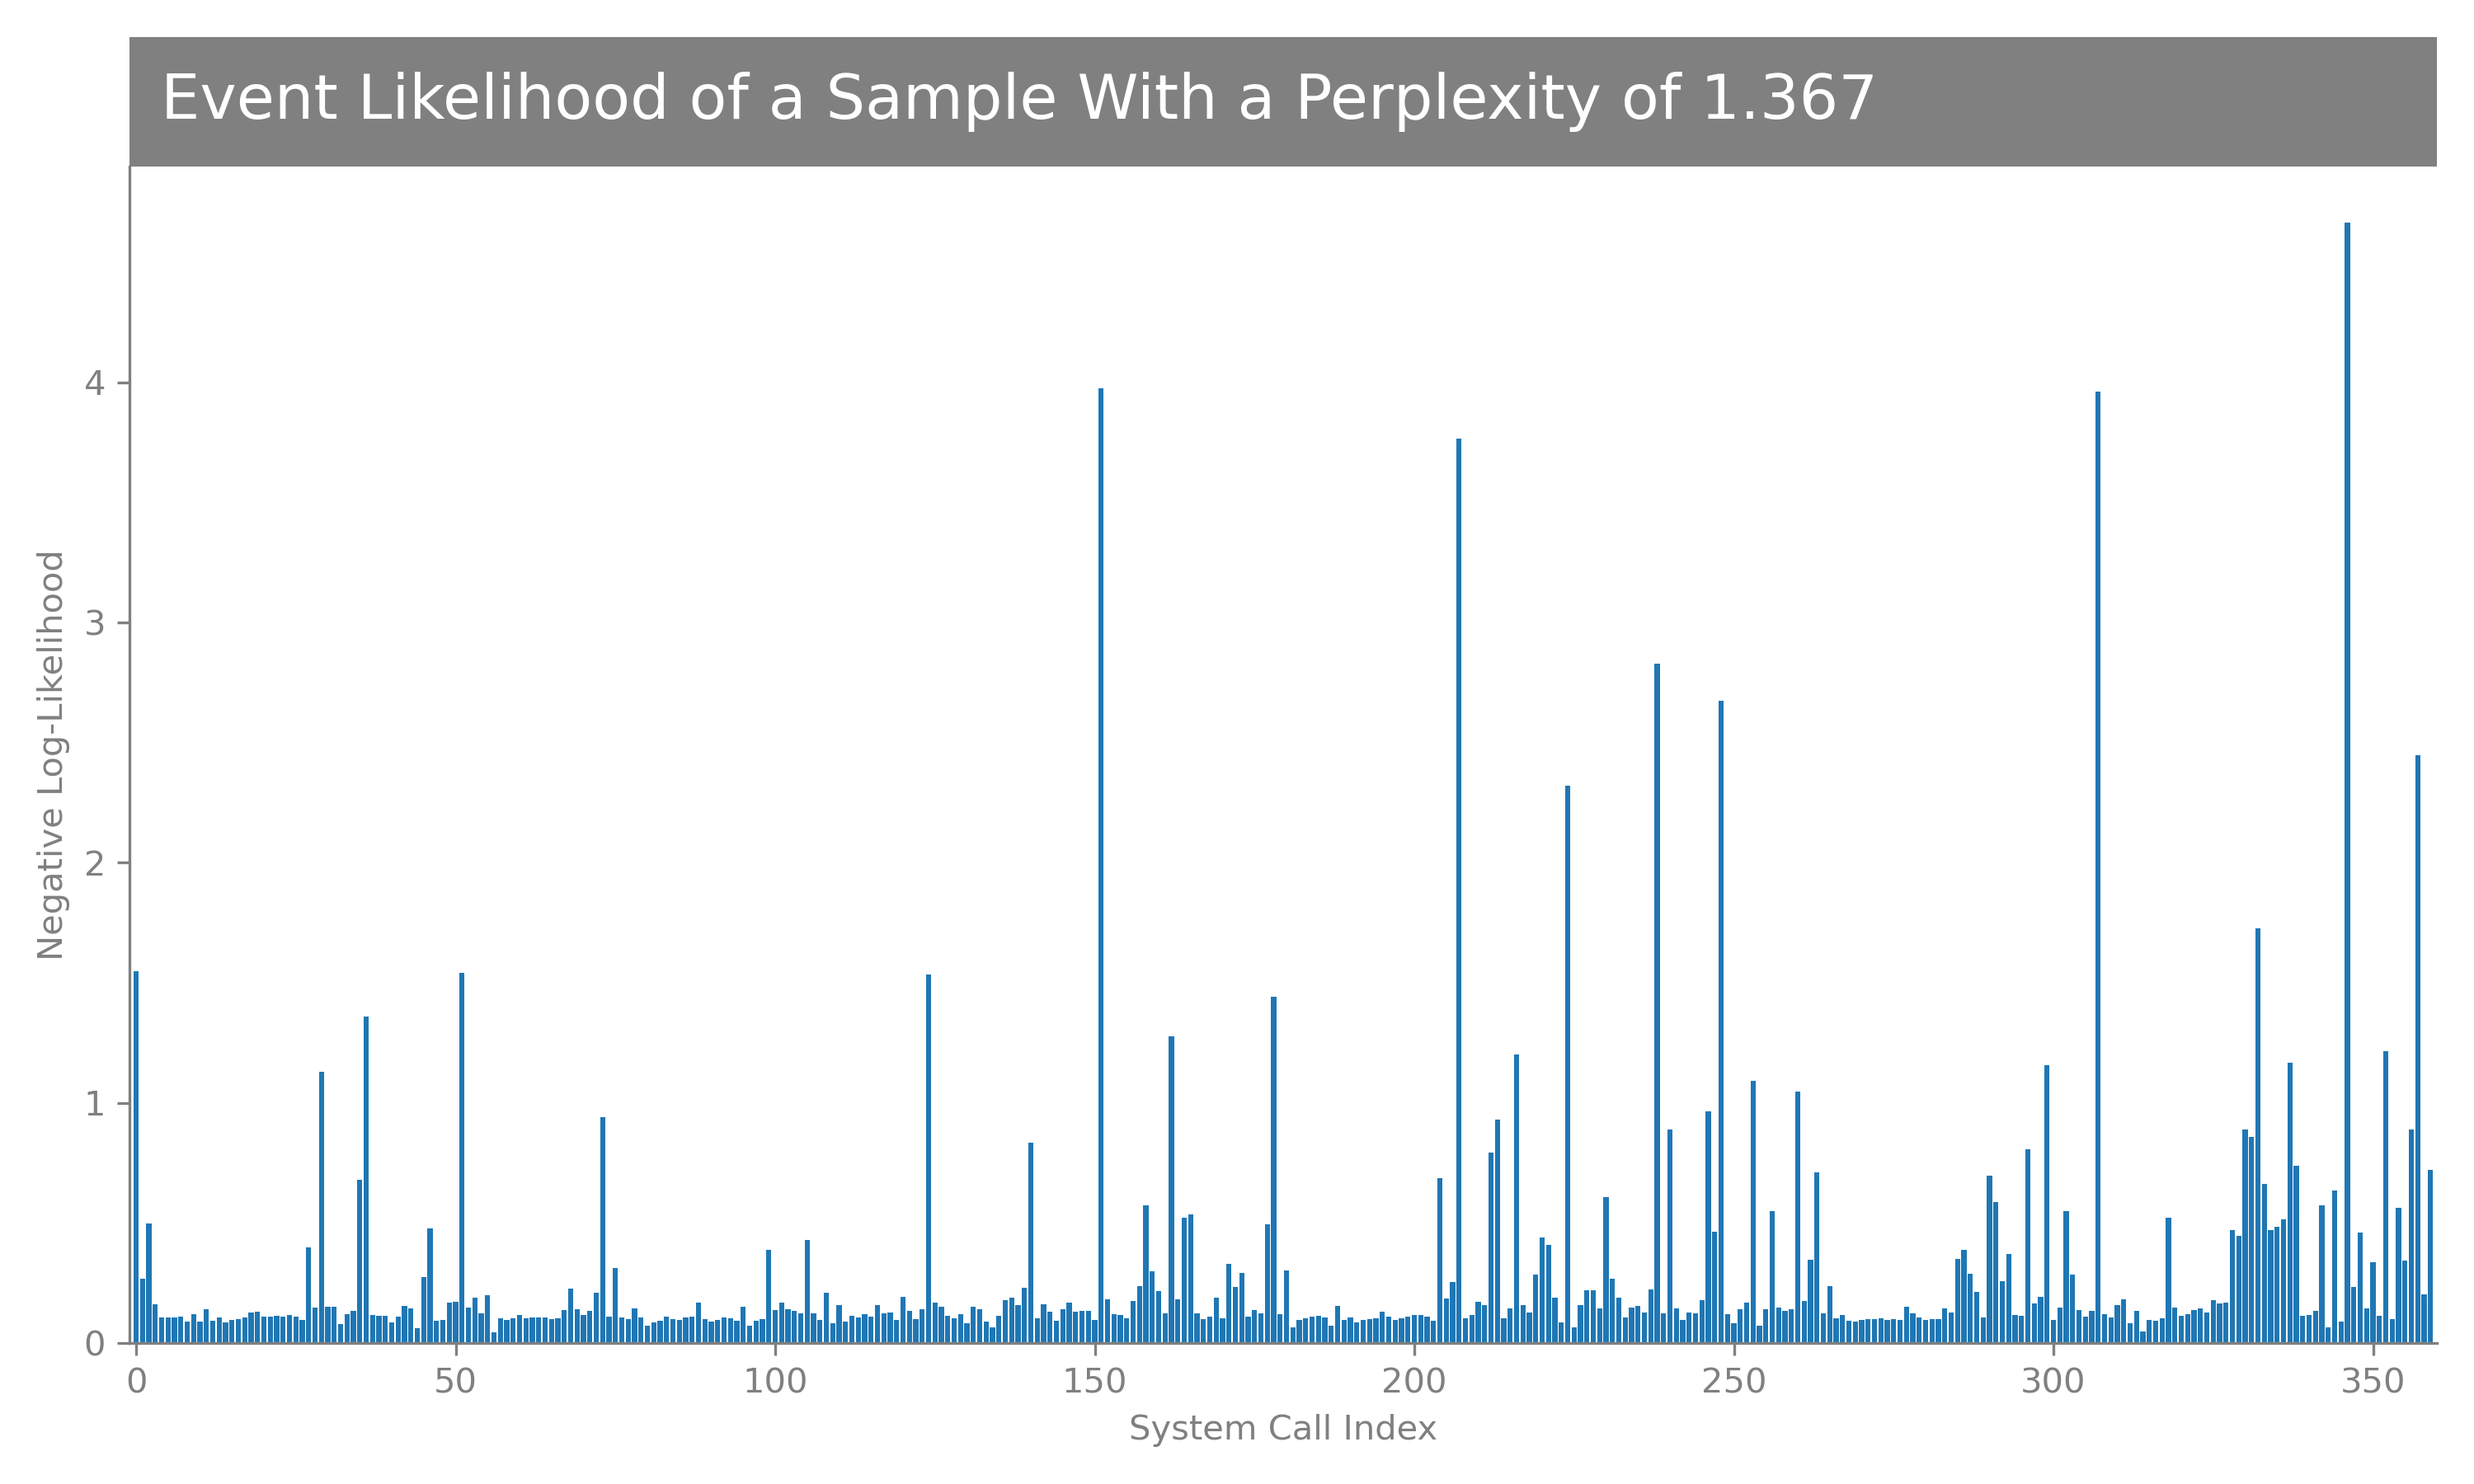 Event Likelihood of a Sample With a Perplexity of 1.367
Negative Log-Likelihood
4
3
2
1
0
0 50 100 150 200 250 300 350
System Call Index